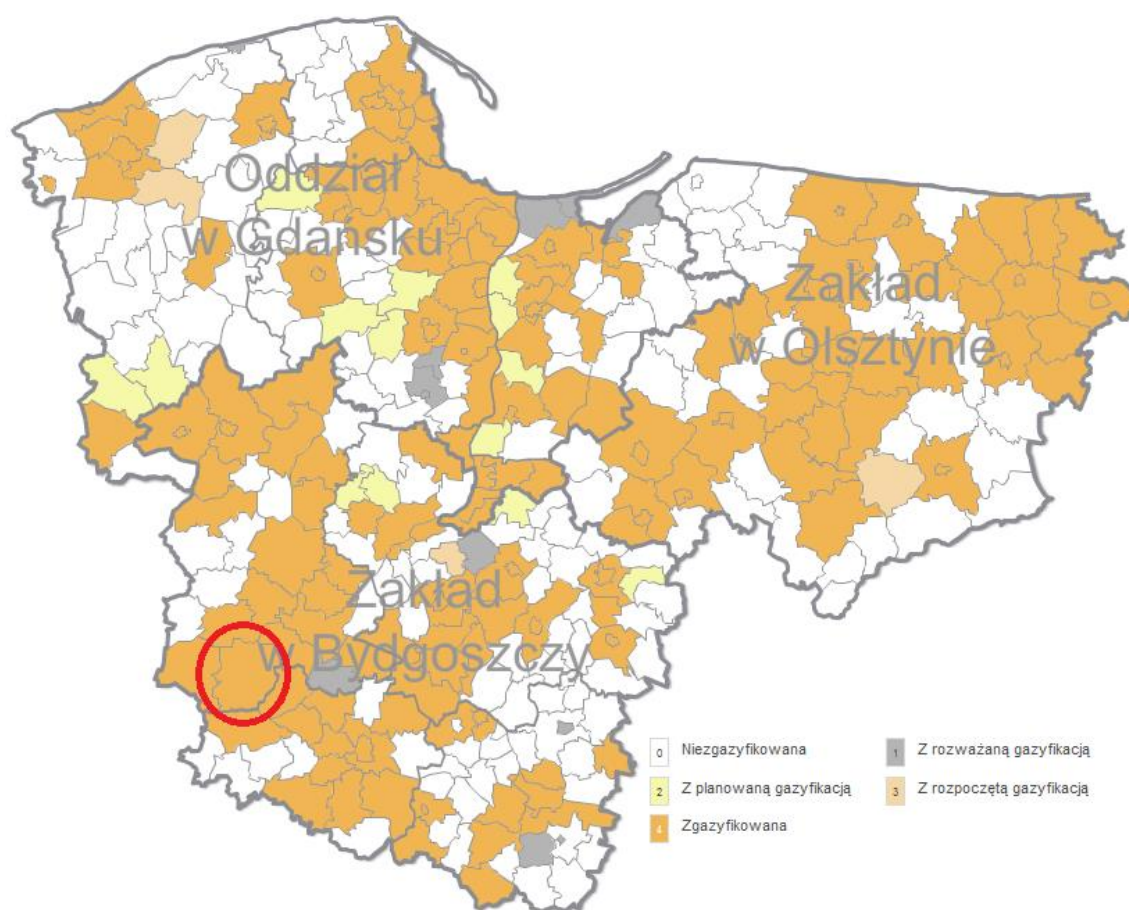 Oddział
w Gdańsku
Zakład
w Olsztynie
Zakład
w Bydgoszczy
0 Niezgazyfikowana
1 Z rozważaną gazyfikacją
2 Z planowaną gazyfikacją
3 Z rozpoczętą gazyfikacją
4 Zgazyfikowana